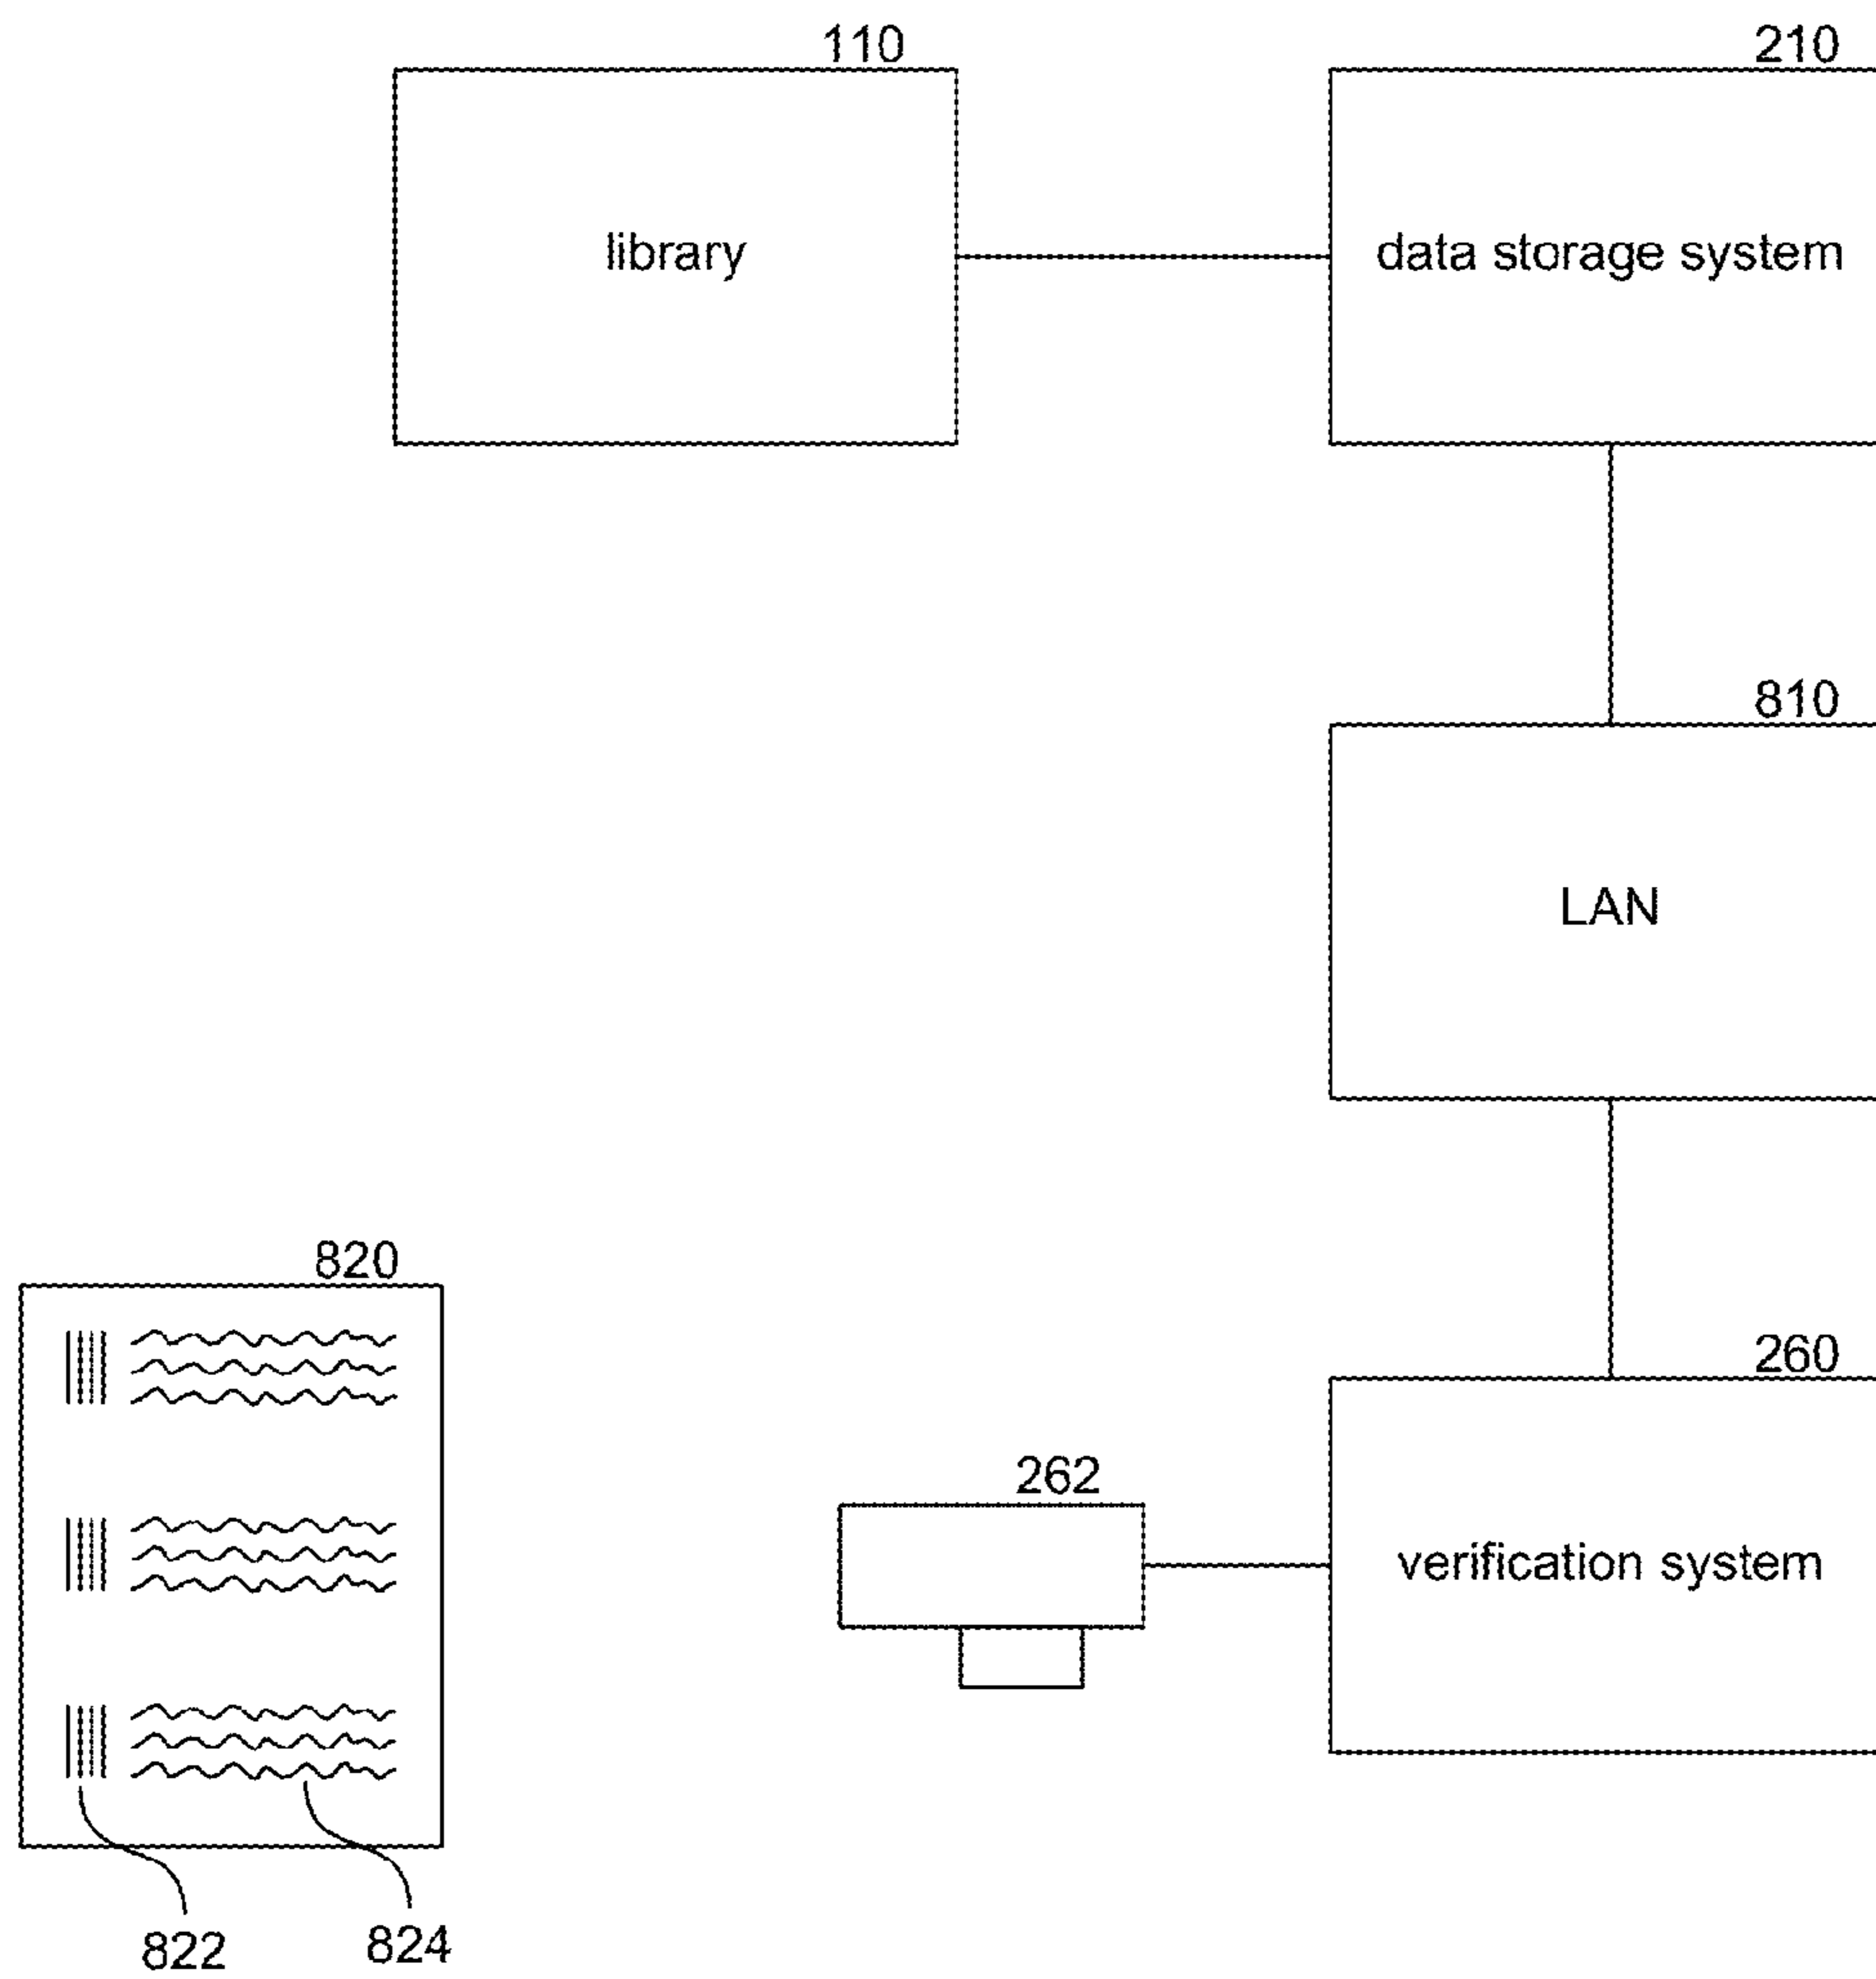 110
210
library
data storage system
810
LAN
820
260
262
verification system
822
824